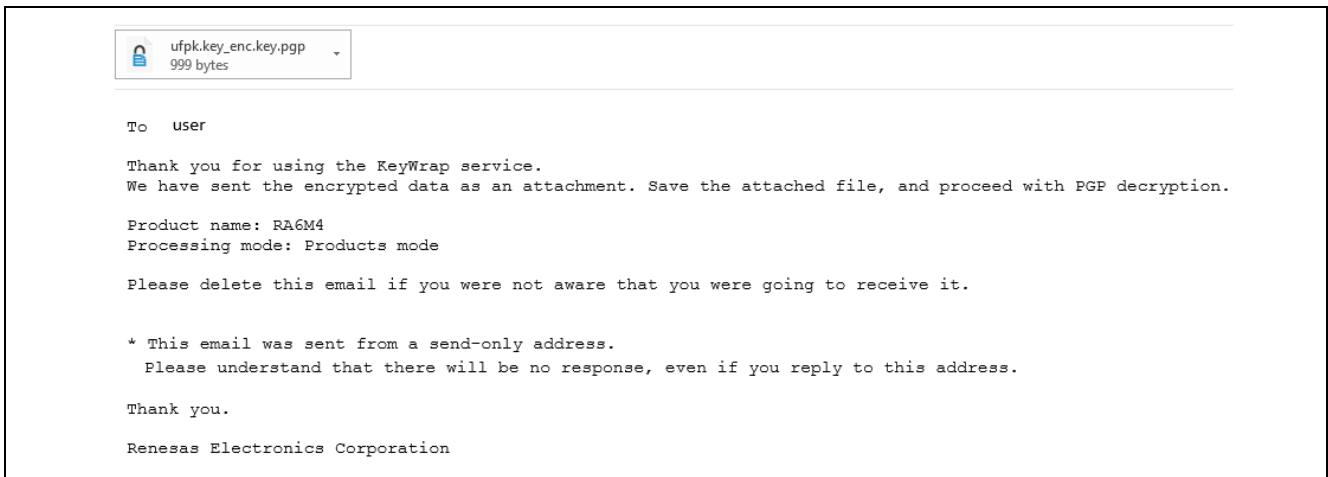 ufpk.key_enc.key.pgp
999 bytes
To user
Thank you for using the KeyWrap service.
We have sent the encrypted data as an attachment. Save the attached file, and proceed with PGP decryption.
Product name: RA6M4
Processing mode: Products mode
Please delete this email if you were not aware that you were going to receive it.
* This email was sent from a send-only address.
Please understand that there will be no response, even if you reply to this address.
Thank you.
Renesas Electronics Corporation